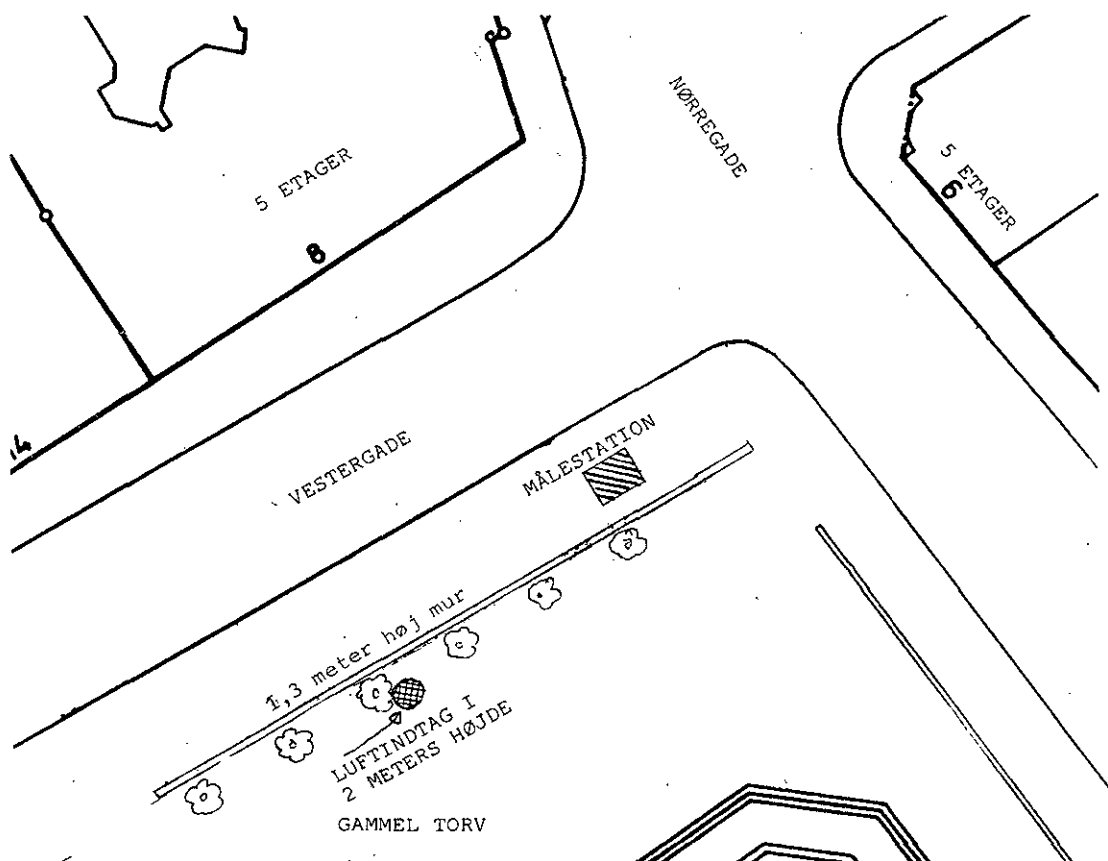 NØRREGADE
5 ETAGER
8
5 ETAGER
6
14
VESTERGADE
MÅLESTATION
1,3 meter høj mur
LUFTINDTAG I
2 METERS HØJDE
GAMMEL TORV